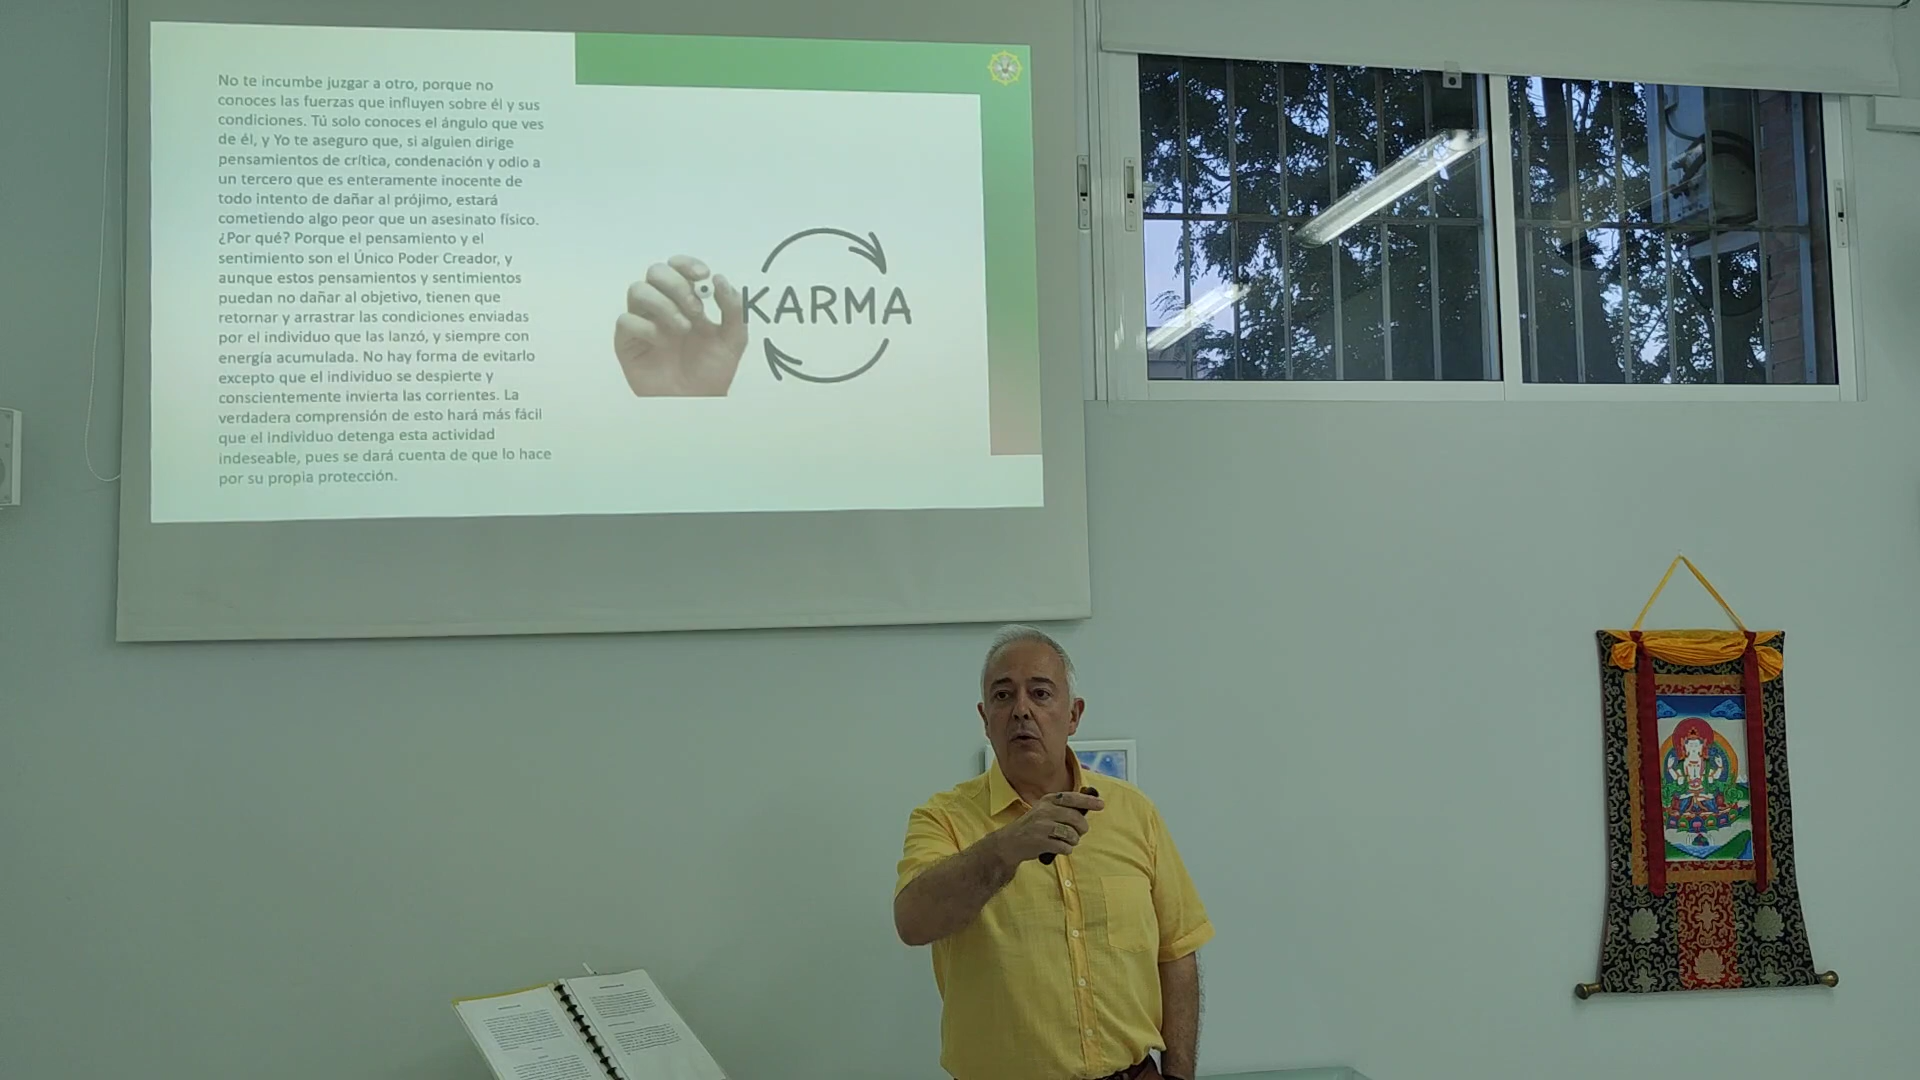 No te incumbe juzgar a otro, porque no
conoces las fuerzas que influyen sobre él y sus
condiciones. Tú solo conoces el ángulo que ves
de él, y Yo te aseguro que, si alguien dirige
pensamientos de crítica, condenación y odio a
un tercero que es enteramente inocente de
todo intento de dañar al prójimo, estará
cometiendo algo peor que un asesinato físico.
¿Por qué? Porque el pensamiento y el
sentimiento son el Único Poder Creador, y
aunque estos pensamientos y sentimientos
puedan no dañar al objetivo, tienen que
retornar y arrastrar las condiciones enviadas
por el individuo que las lanzó, y siempre con
energía acumulada. No hay forma de evitarlo
excepto que el individuo se despierte y
conscientemente invierta las corrientes. La
verdadera comprensión de esto hará más fácil
que el individuo detenga esta actividad
indeseable, pues se dará cuenta de que lo hace
por su propia protección.
KARMA